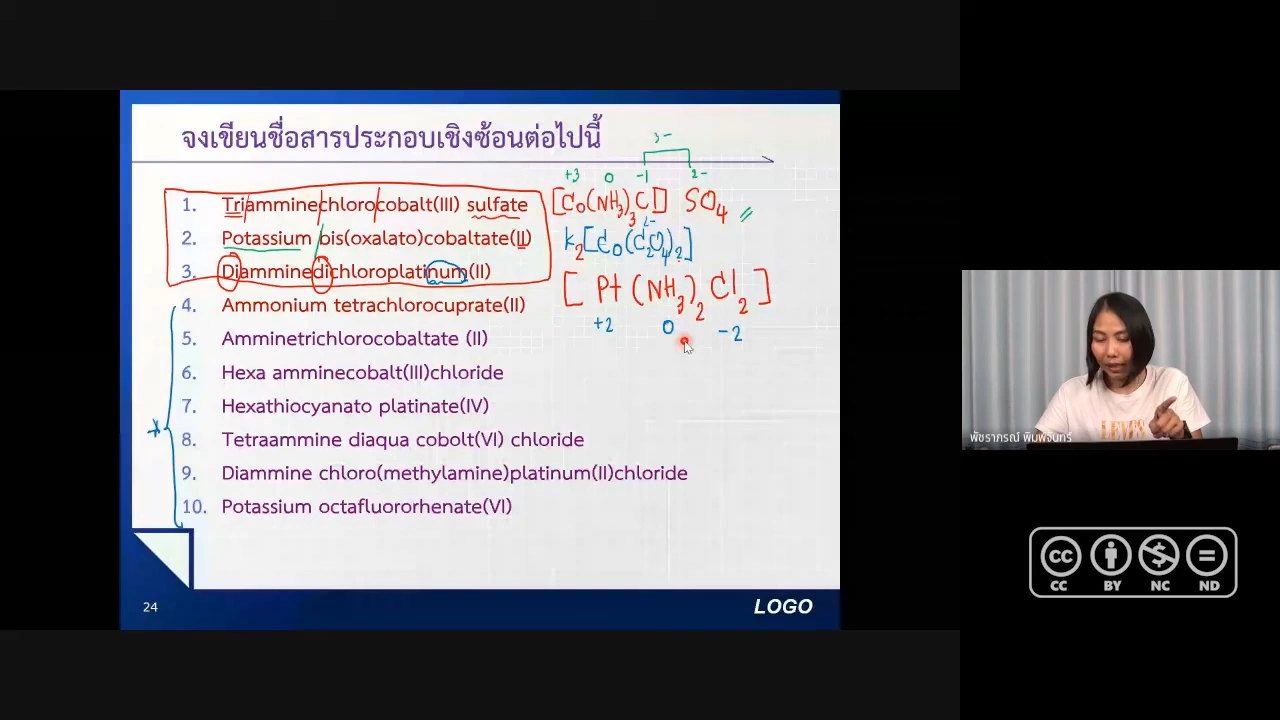 จงเขียนชื่อสารประกอบเชิงซ้อนต่อไปนี้
3-
+3 0 -1 2-
1. Triamminechlorocobalt(III) sulfate [Co(NH3)3Cl] SO4
2-
2. Potassium bis(oxalato)cobaltate(II) K2[Co(C2O4)2]
3. Diamminedichloroplatinum(II) [Pt(NH3)2Cl2]
+2 0 -2
4. Ammonium tetrachlorocuprate(II)
5. Amminetrichlorocobaltate (II)
6. Hexa amminecobalt(III)chloride
7. Hexathiocyanato platinate(IV)
8. Tetraammine diaqua cobolt(VI) chloride
9. Diammine chloro(methylamine)platinum(II)chloride
10. Potassium octafluororhenate(VI)
24 LOGO
พัชราภรณ์ พิมพจันทร์
CC BY NC ND